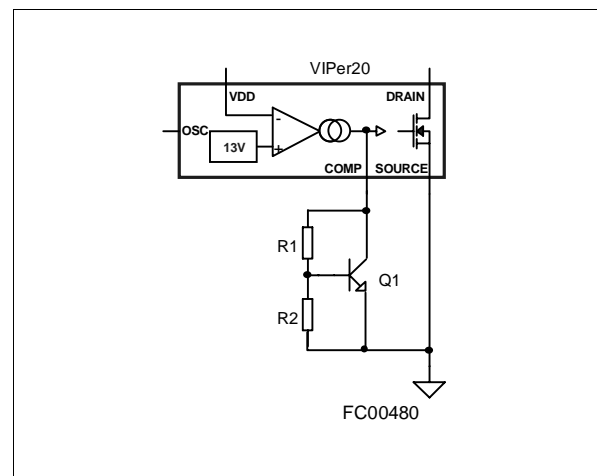 VIPer20
VDD
DRAIN
OSC
-
13V
+
COMP
SOURCE
R1
Q1
R2
FC00480